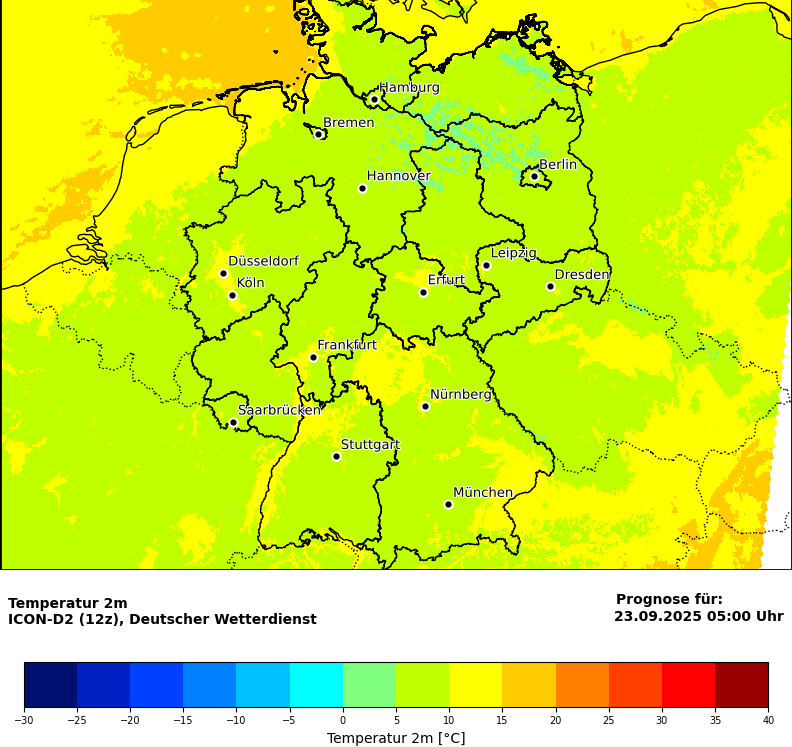 Hamburg
Bremen
Berlin
Hannover
Leipzig
Düsseldorf
Dresden
Köln
Erfurt
Frankfurt
Nürnberg
Saarbrücken
Stuttgart
München
Temperatur 2m
ICON-D2 (12z), Deutscher Wetterdienst
Prognose für:
23.09.2025 05:00 Uhr
−30 −25 −20 −15 −10 −5 0 5 10 15 20 25 30 35 40
Temperatur 2m [°C]